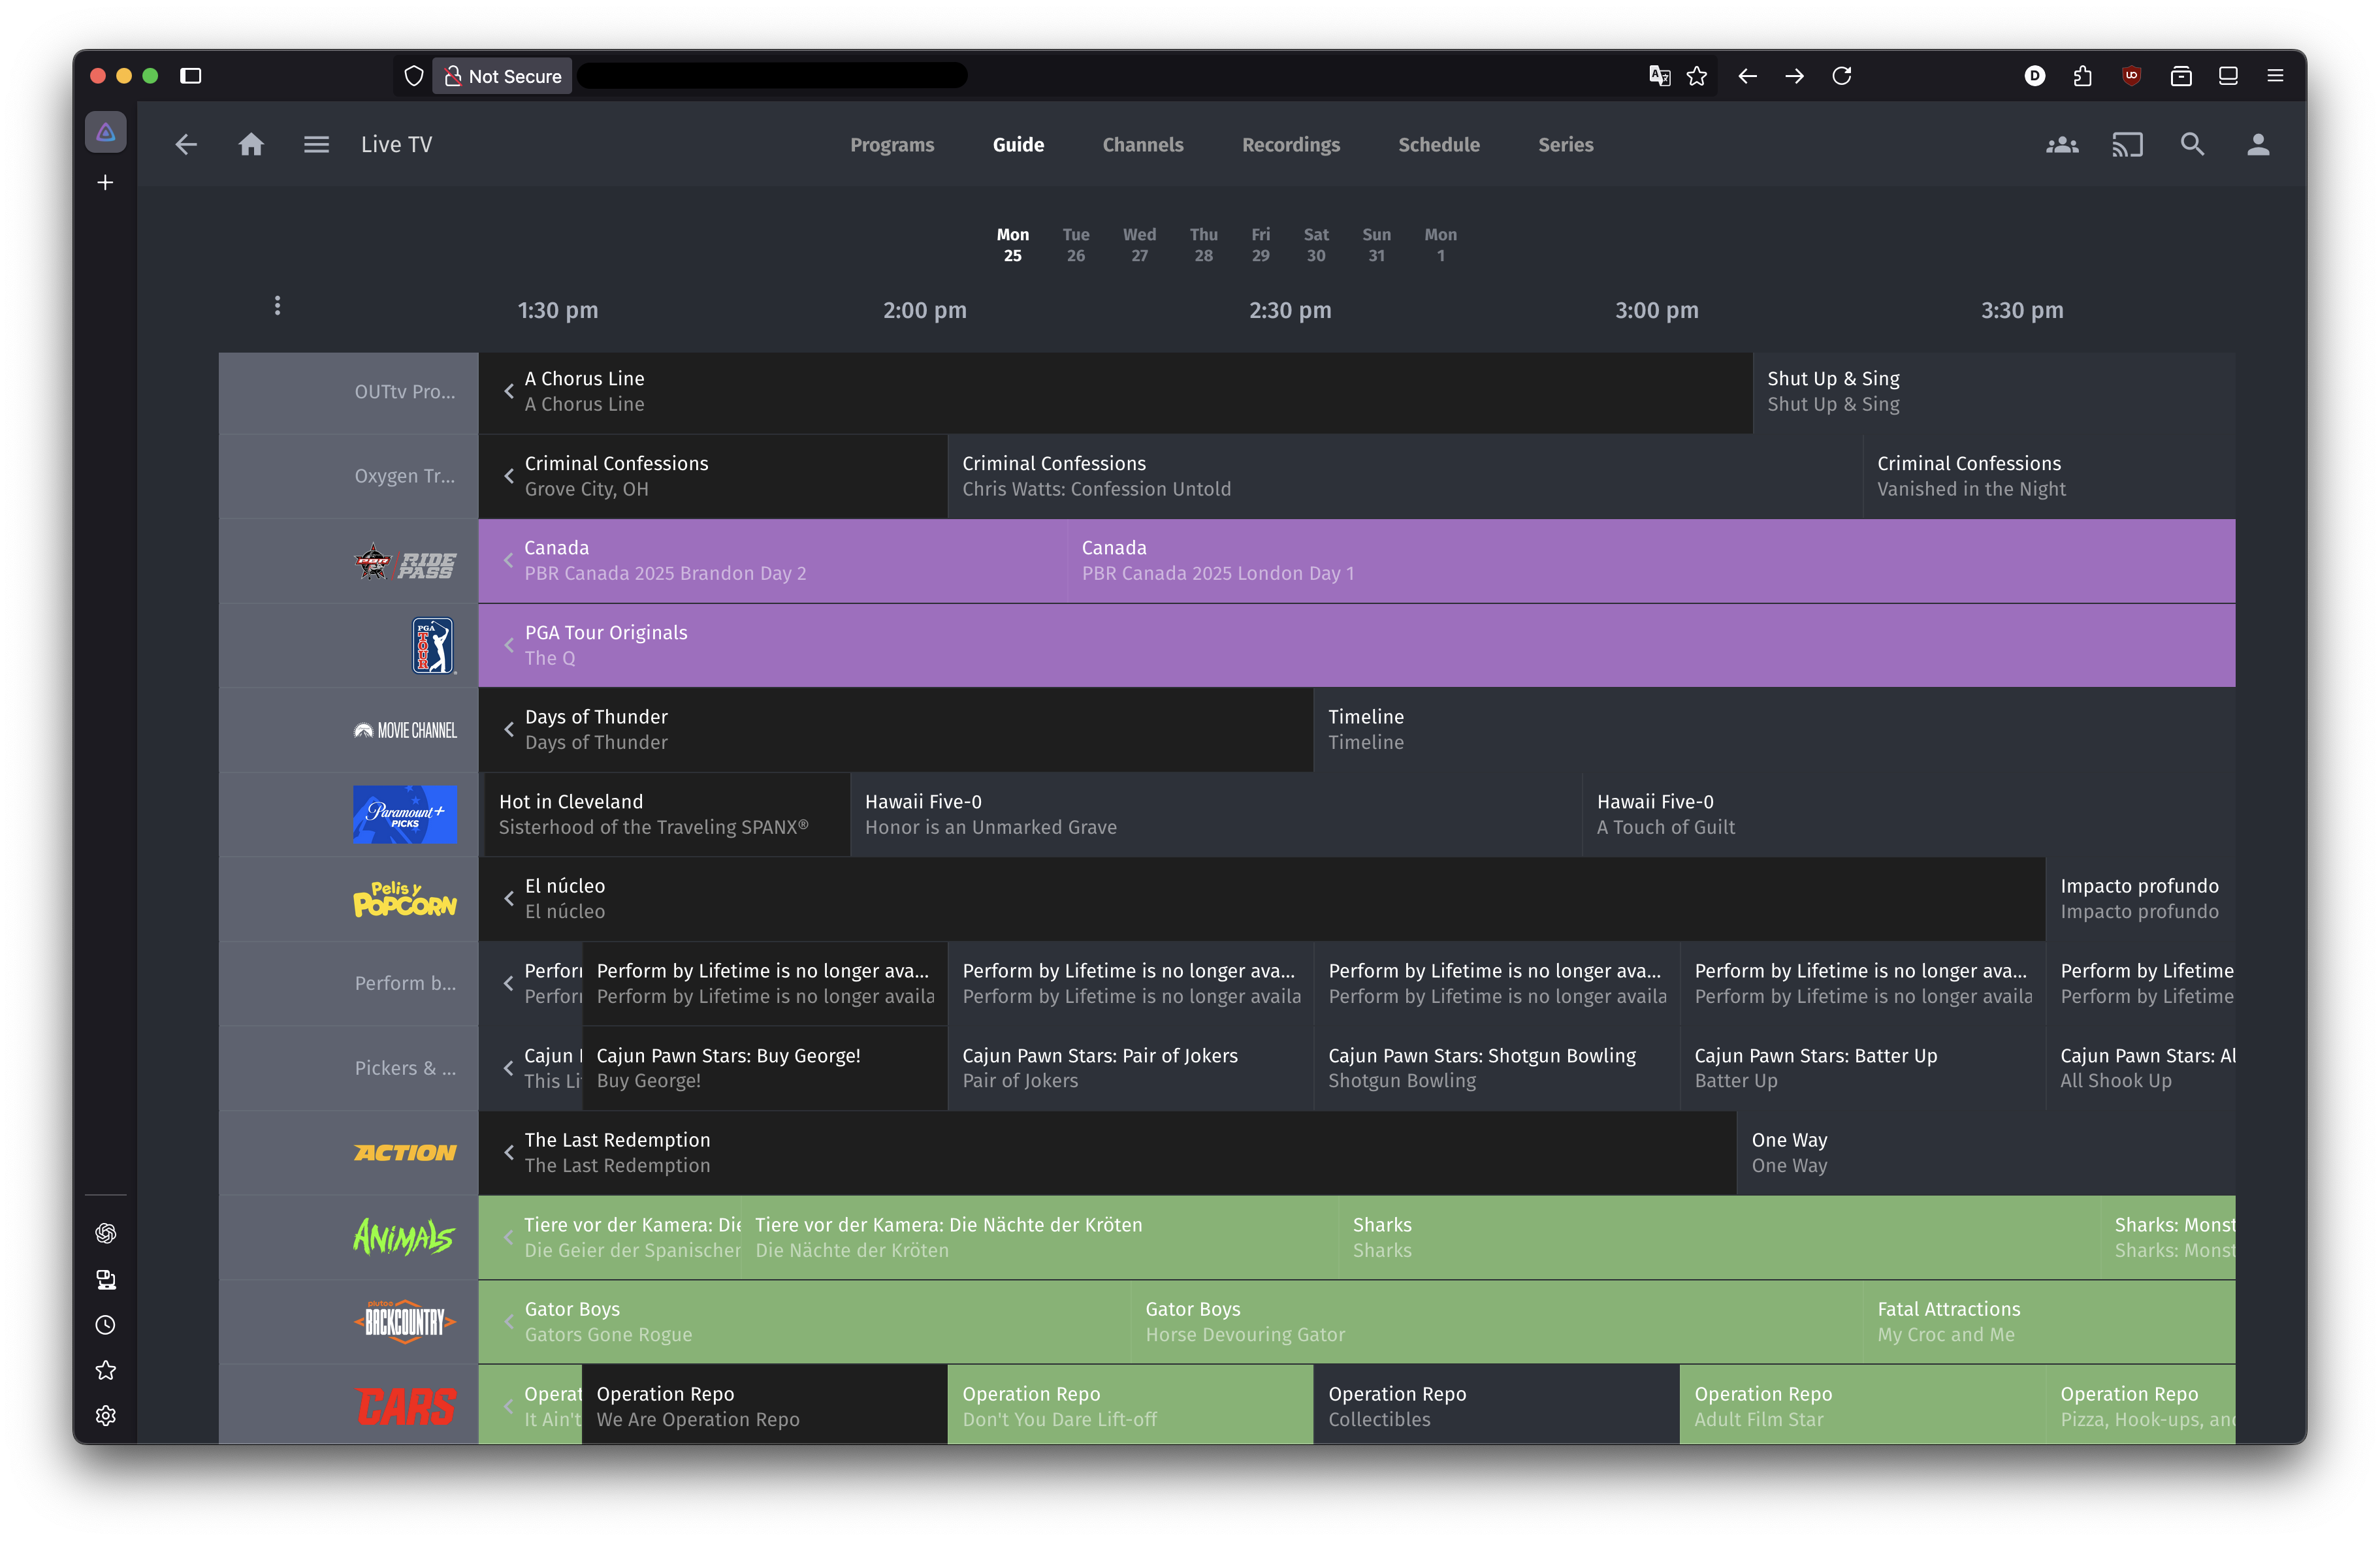 Not Secure
D
Live TV
Programs
Guide
Channels
Recordings
Schedule
Series
Mon Tue Wed Thu Fri Sat Sun Mon
25 26 27 28 29 30 31 1
1:30 pm 2:00 pm 2:30 pm 3:00 pm 3:30 pm
OUTtv Pro...
A Chorus Line
A Chorus Line
Shut Up & Sing
Shut Up & Sing
Oxygen Tr...
Criminal Confessions
Grove City, OH
Criminal Confessions
Chris Watts: Confession Untold
Criminal Confessions
Vanished in the Night
PBR RIDE
PASS
Canada
PBR Canada 2025 Brandon Day 2
Canada
PBR Canada 2025 London Day 1
PGA
TOUR
PGA Tour Originals
The Q
MOVIE CHANNEL
Days of Thunder
Days of Thunder
Timeline
Timeline
Paramount+
PICKS
Hot in Cleveland
Sisterhood of the Traveling SPANX®
Hawaii Five-0
Honor is an Unmarked Grave
Hawaii Five-0
A Touch of Guilt
Pelis y
POPCORN
El núcleo
El núcleo
Impacto profundo
Impacto profundo
Perform b...
Perfor
Perfor
Perform by Lifetime is no longer ava...
Perform by Lifetime is no longer availa
Perform by Lifetime is no longer ava...
Perform by Lifetime is no longer availa
Perform by Lifetime is no longer ava...
Perform by Lifetime is no longer availa
Perform by Lifetime is no longer ava...
Perform by Lifetime is no longer availa
Perform by Lifetime
Perform by Lifetime
Pickers & ...
Cajun
This Li
Cajun Pawn Stars: Buy George!
Buy George!
Cajun Pawn Stars: Pair of Jokers
Pair of Jokers
Cajun Pawn Stars: Shotgun Bowling
Shotgun Bowling
Cajun Pawn Stars: Batter Up
Batter Up
Cajun Pawn Stars: Al
All Shook Up
ACTION
The Last Redemption
The Last Redemption
One Way
One Way
ANiMALS
Tiere vor der Kamera: Die
Die Geier der Spanischen
Tiere vor der Kamera: Die Nächte der Kröten
Die Nächte der Kröten
Sharks
Sharks
Sharks: Monst
Sharks: Monst
pluto
BACKCOUNTRY
Gator Boys
Gators Gone Rogue
Gator Boys
Horse Devouring Gator
Fatal Attractions
My Croc and Me
CARS
Operat
It Ain't
Operation Repo
We Are Operation Repo
Operation Repo
Don't You Dare Lift-off
Operation Repo
Collectibles
Operation Repo
Adult Film Star
Operation Repo
Pizza, Hook-ups, and